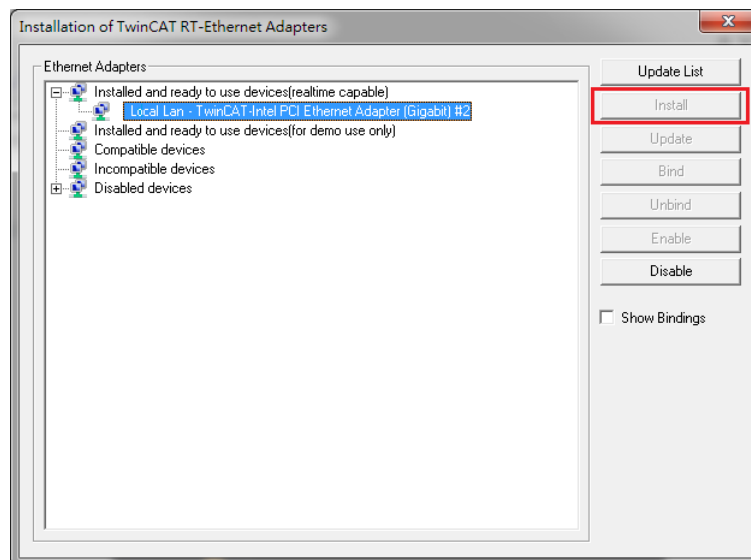 Installation of TwinCAT RT-Ethernet Adapters
Ethernet Adapters
Installed and ready to use devices(realtime capable)
Local Lan - TwinCAT-Intel PCI Ethernet Adapter (Gigabit) #2
Installed and ready to use devices(for demo use only)
Compatible devices
Incompatible devices
Disabled devices
Update List
Install
Update
Bind
Unbind
Enable
Disable
Show Bindings